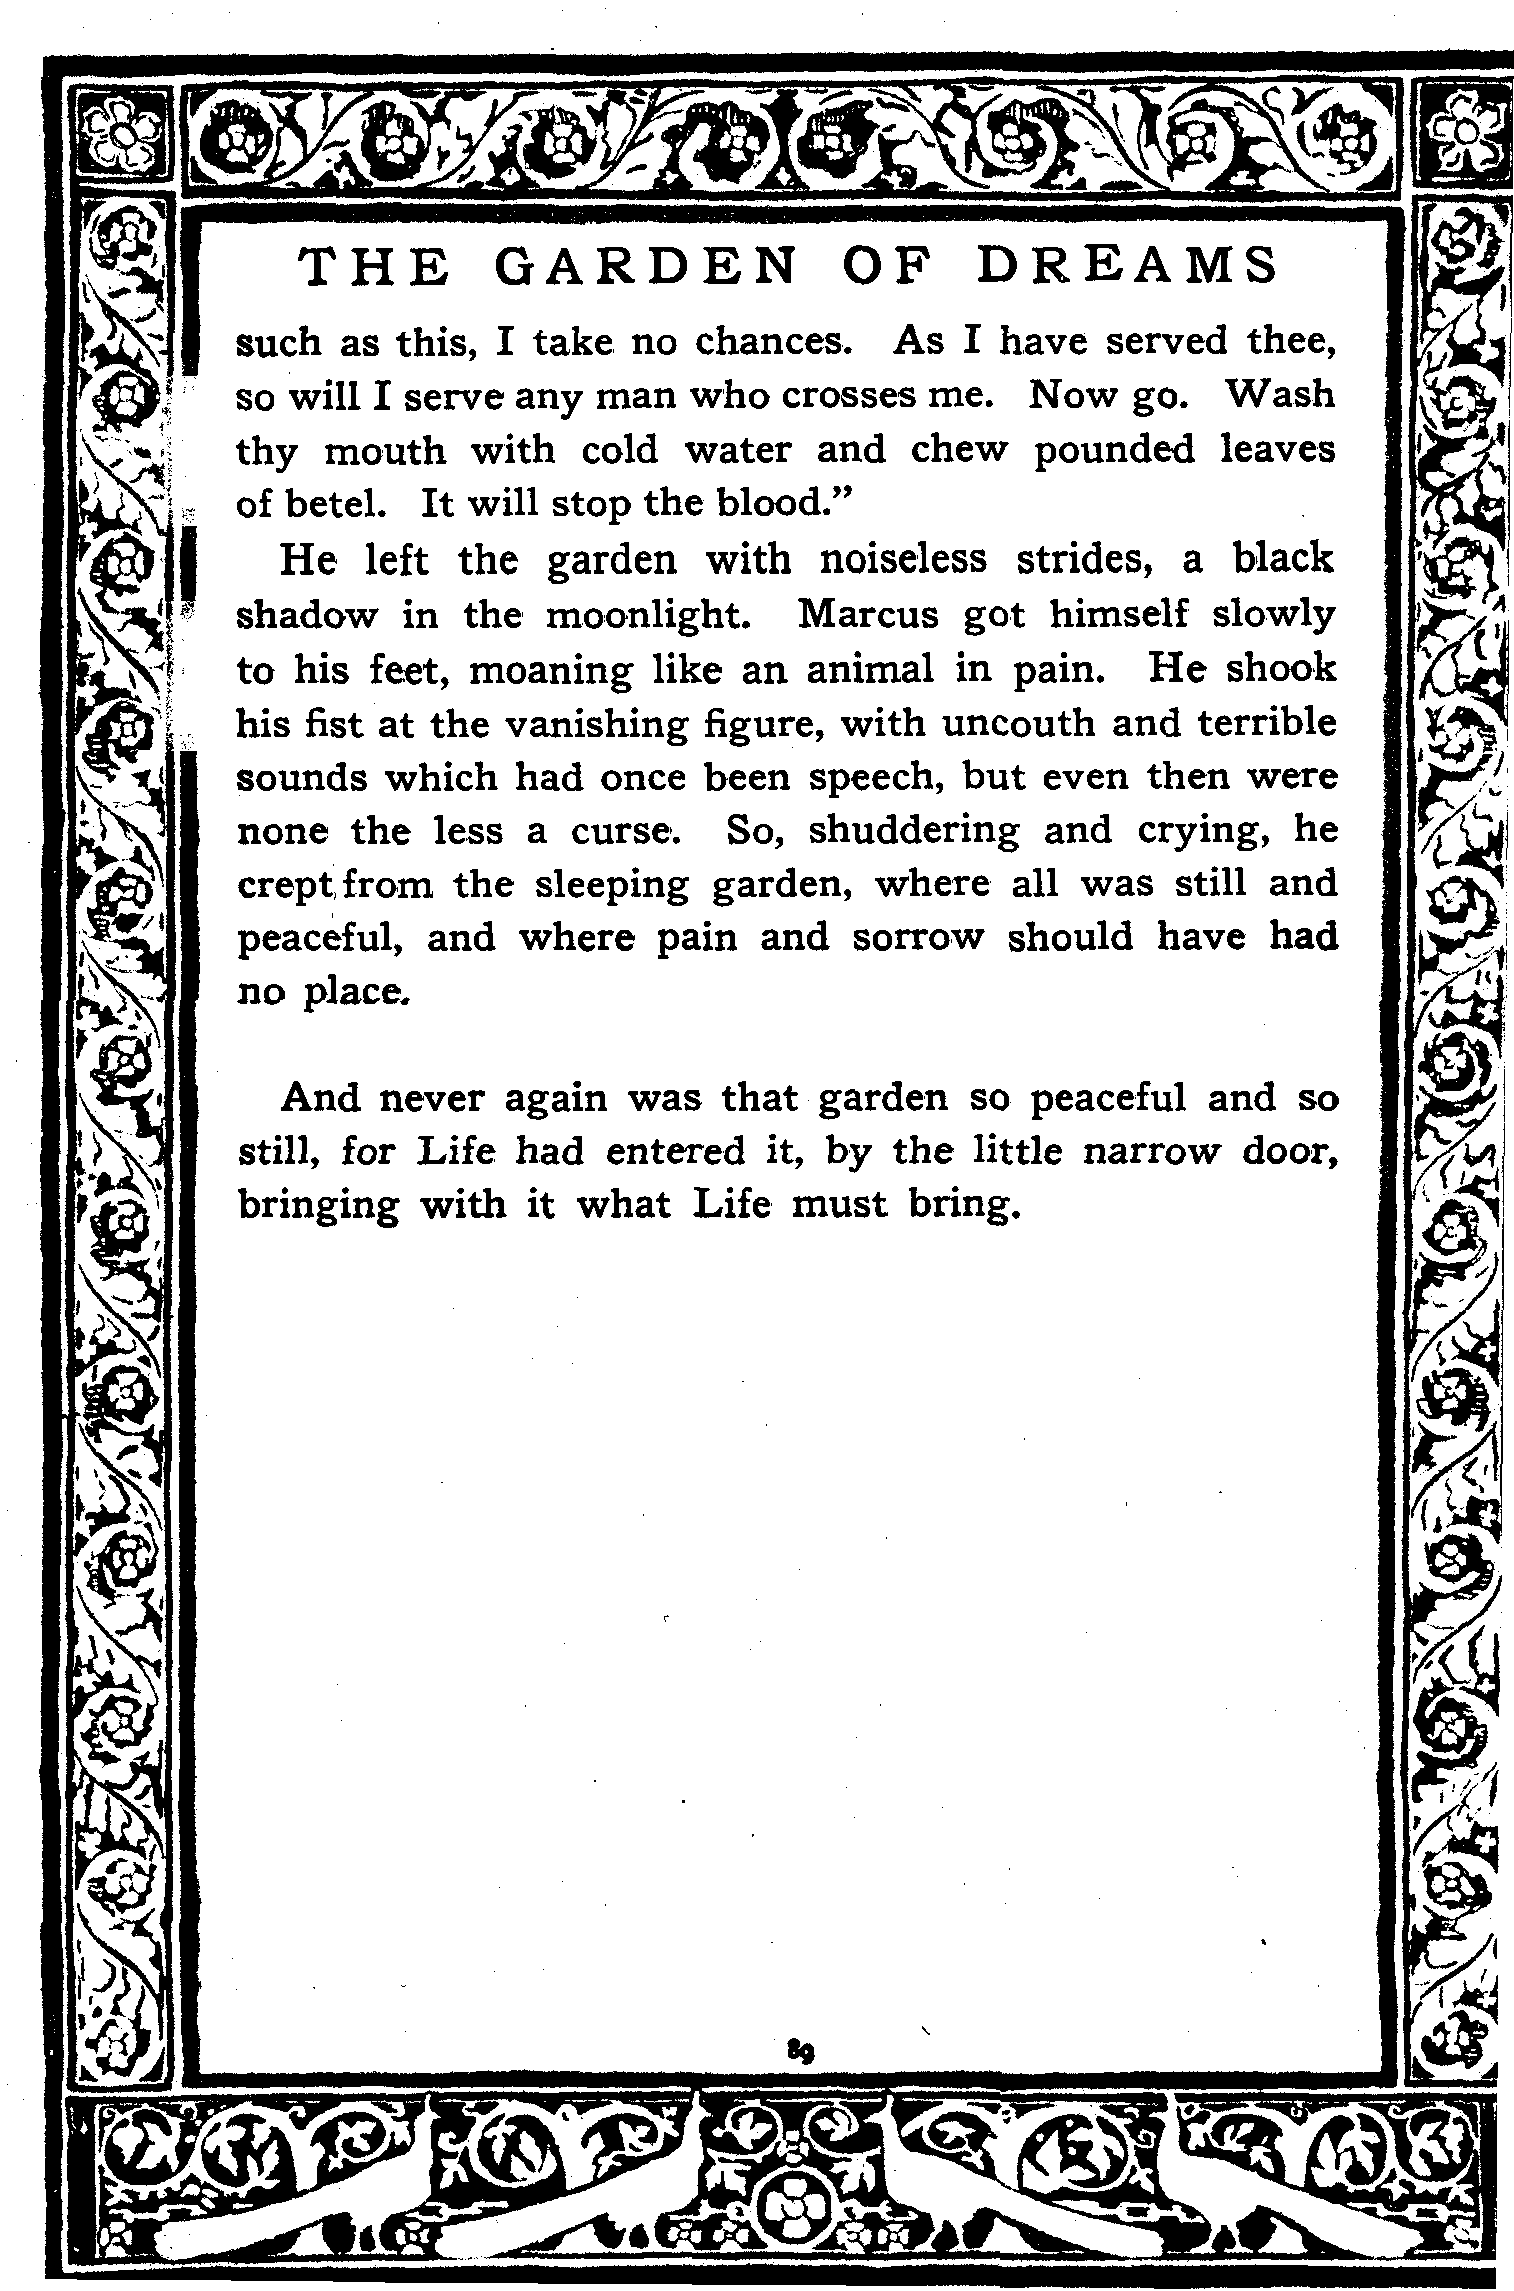 THE GARDEN OF DREAMS
such as this, I take no chances. As I have served thee,
so will I serve any man who crosses me. Now go. Wash
thy mouth with cold water and chew pounded leaves
of betel. It will stop the blood.”
He left the garden with noiseless strides, a black
shadow in the moonlight. Marcus got himself slowly
to his feet, moaning like an animal in pain. He shook
his fist at the vanishing figure, with uncouth and terrible
sounds which had once been speech, but even then were
none the less a curse. So, shuddering and crying, he
crept from the sleeping garden, where all was still and
peaceful, and where pain and sorrow should have had
no place.
And never again was that garden so peaceful and so
still, for Life had entered it, by the little narrow door,
bringing with it what Life must bring.
89